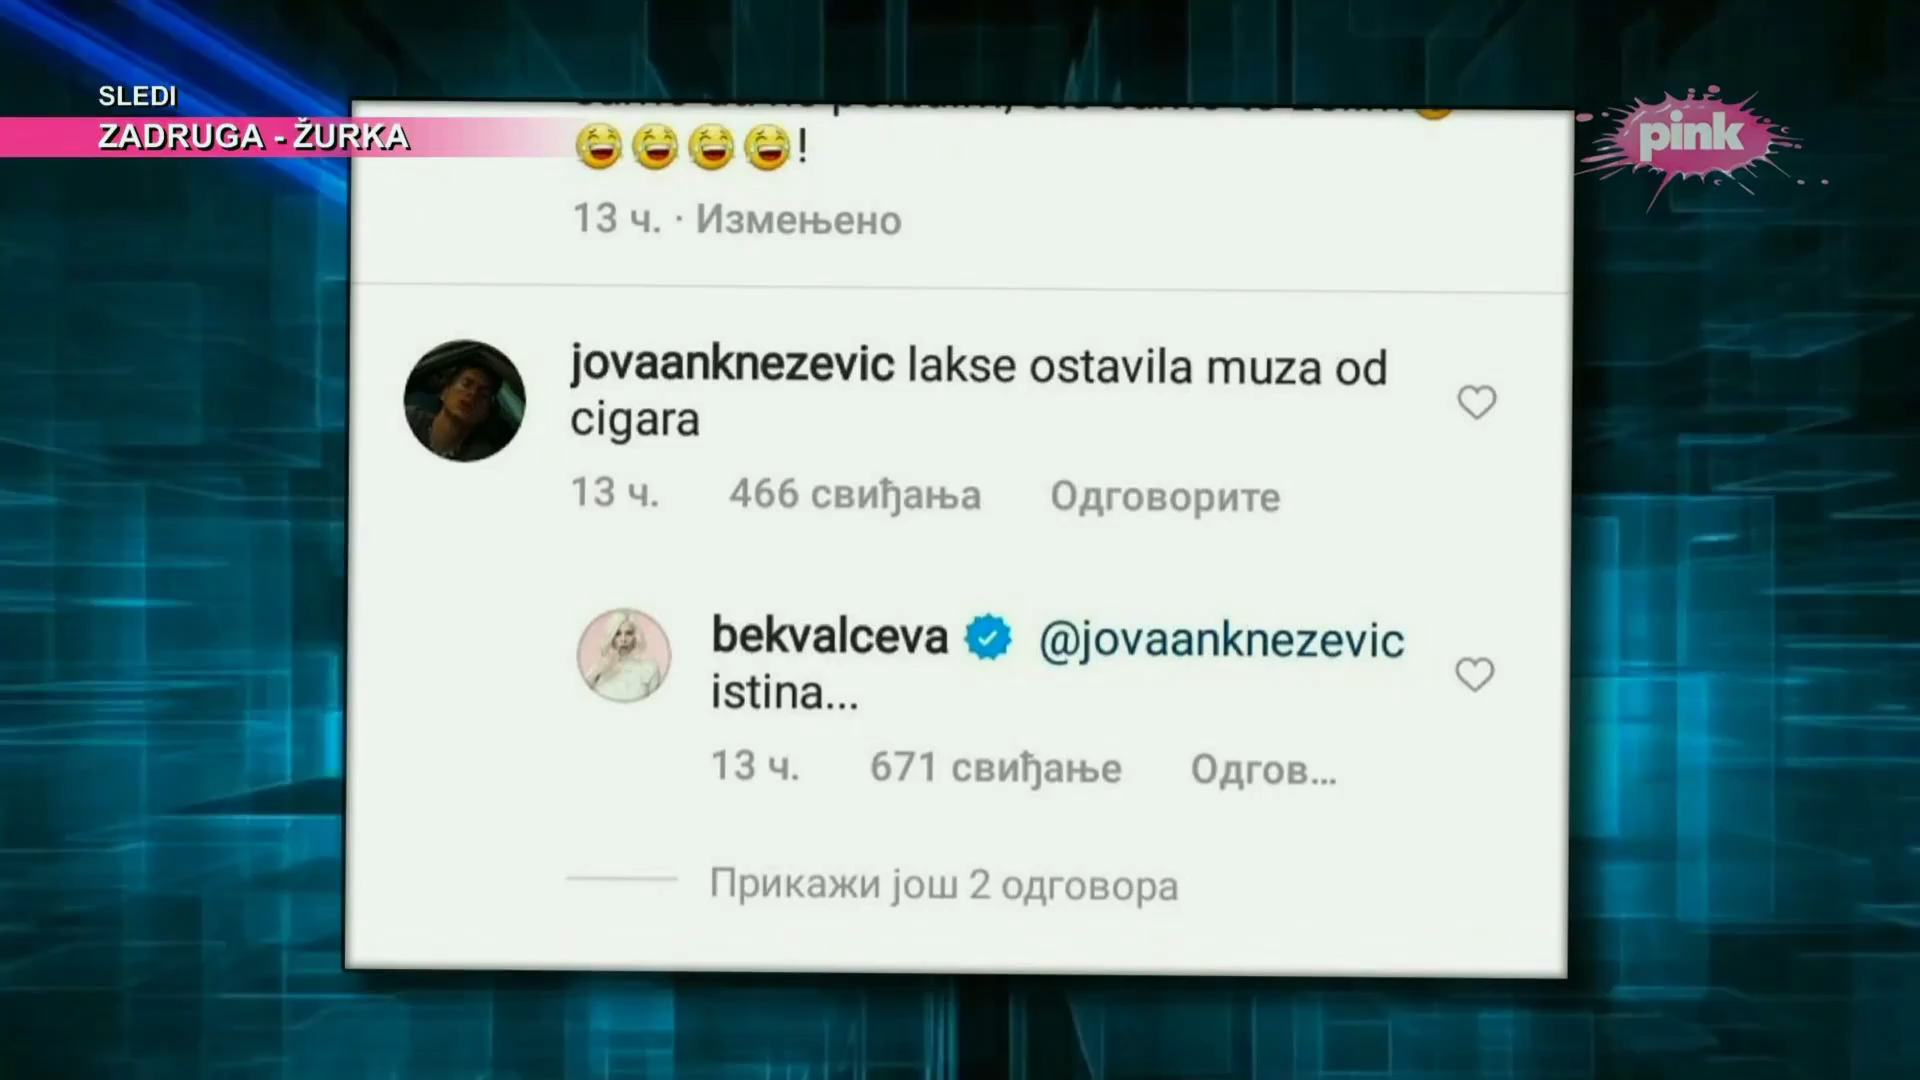 SLEDI
ZADRUGA - ŽURKA
pink
!
13 ч. · Измењено
jovaanknezevic lakse ostavila muza od
cigara
13 ч. 466 свиђања Одговорите
bekvalceva @jovaanknezevic
istina...
13 ч. 671 свиђање Одгов...
Прикажи још 2 одговора